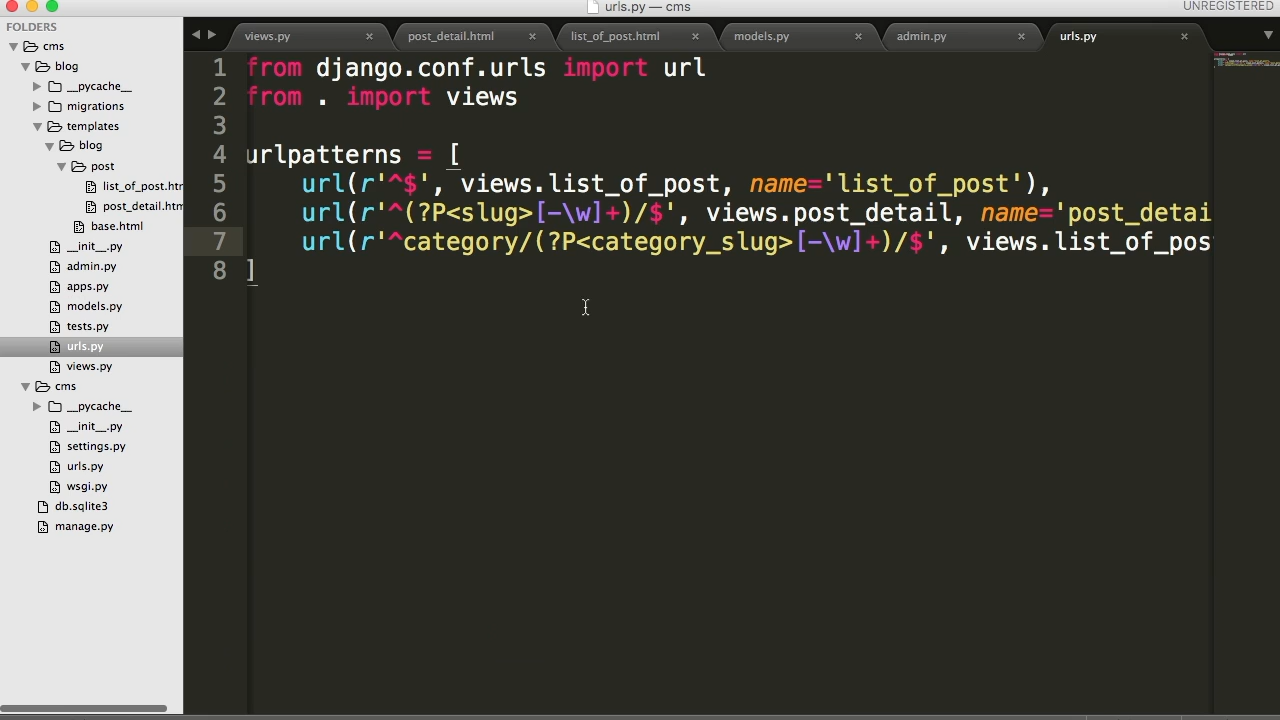 urls.py — cms
UNREGISTERED
FOLDERS
cms
blog
__pycache__
migrations
templates
blog
post
list_of_post.htm
post_detail.htm
base.html
__init__.py
admin.py
apps.py
models.py
tests.py
urls.py
views.py
cms
__pycache__
__init__.py
settings.py
urls.py
wsgi.py
db.sqlite3
manage.py
views.py
post_detail.html
list_of_post.html
models.py
admin.py
urls.py
1 from django.conf.urls import url
2 from . import views
3
4 urlpatterns = [
5 url(r'^$', views.list_of_post, name='list_of_post'),
6 url(r'^(?P<slug>[-\w]+)/$', views.post_detail, name='post_detai
7 url(r'^category/(?P<category_slug>[-\w]+)/$', views.list_of_pos
8 ]